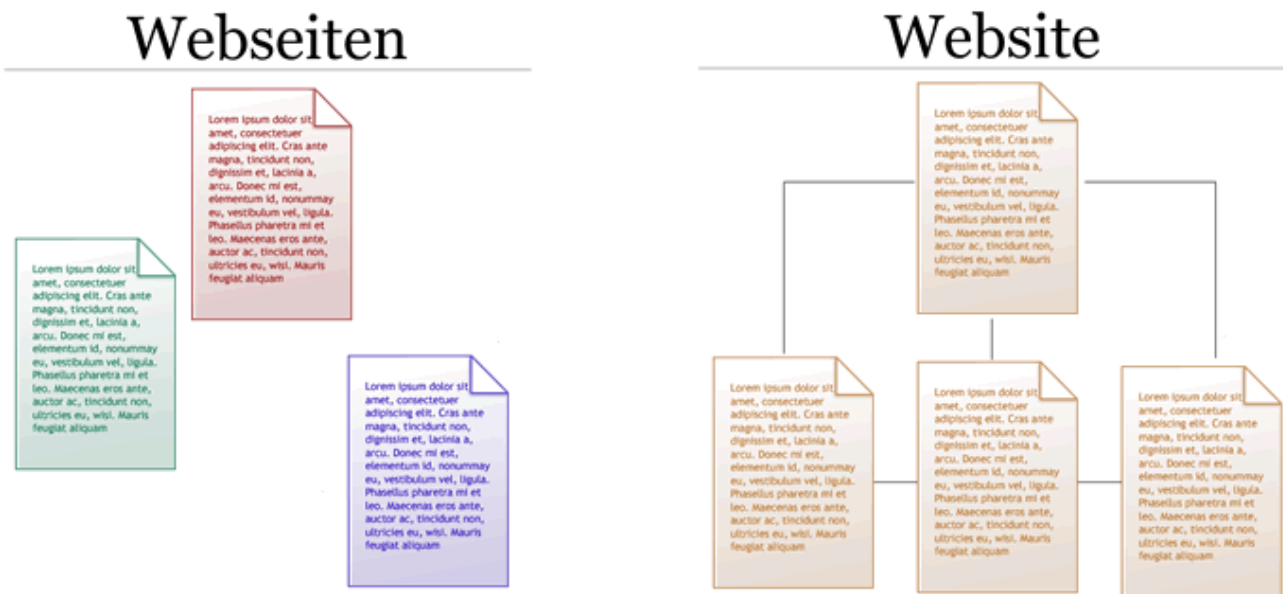 Webseiten
Lorem ipsum dolor sit
amet, consectetuer
adipiscing elit. Cras ante
magna, tincidunt non,
dignissim et, lacinia a,
arcu. Donec mi est,
elementum id, nonummay
eu, vestibulum vel, ligula.
Phasellus pharetra mi et
leo. Maecenas eros ante,
auctor ac, tincidunt non,
ultricies eu, wisi. Mauris
feugiat aliquam
Lorem ipsum dolor sit
amet, consectetuer
adipiscing elit. Cras ante
magna, tincidunt non,
dignissim et, lacinia a,
arcu. Donec mi est,
elementum id, nonummay
eu, vestibulum vel, ligula.
Phasellus pharetra mi et
leo. Maecenas eros ante,
auctor ac, tincidunt non,
ultricies eu, wisi. Mauris
feugiat aliquam
Lorem ipsum dolor sit
amet, consectetuer
adipiscing elit. Cras ante
magna, tincidunt non,
dignissim et, lacinia a,
arcu. Donec mi est,
elementum id, nonummay
eu, vestibulum vel, ligula.
Phasellus pharetra mi et
leo. Maecenas eros ante,
auctor ac, tincidunt non,
ultricies eu, wisi. Mauris
feugiat aliquam
Website
Lorem ipsum dolor sit
amet, consectetuer
adipiscing elit. Cras ante
magna, tincidunt non,
dignissim et, lacinia a,
arcu. Donec mi est,
elementum id, nonummay
eu, vestibulum vel, ligula.
Phasellus pharetra mi et
leo. Maecenas eros ante,
auctor ac, tincidunt non,
ultricies eu, wisi. Mauris
feugiat aliquam
Lorem ipsum dolor sit
amet, consectetuer
adipiscing elit. Cras ante
magna, tincidunt non,
dignissim et, lacinia a,
arcu. Donec mi est,
elementum id, nonummay
eu, vestibulum vel, ligula.
Phasellus pharetra mi et
leo. Maecenas eros ante,
auctor ac, tincidunt non,
ultricies eu, wisi. Mauris
feugiat aliquam
Lorem ipsum dolor sit
amet, consectetuer
adipiscing elit. Cras ante
magna, tincidunt non,
dignissim et, lacinia a,
arcu. Donec mi est,
elementum id, nonummay
eu, vestibulum vel, ligula.
Phasellus pharetra mi et
leo. Maecenas eros ante,
auctor ac, tincidunt non,
ultricies eu, wisi. Mauris
feugiat aliquam
Lorem ipsum dolor sit
amet, consectetuer
adipiscing elit. Cras ante
magna, tincidunt non,
dignissim et, lacinia a,
arcu. Donec mi est,
elementum id, nonummay
eu, vestibulum vel, ligula.
Phasellus pharetra mi et
leo. Maecenas eros ante,
auctor ac, tincidunt non,
ultricies eu, wisi. Mauris
feugiat aliquam